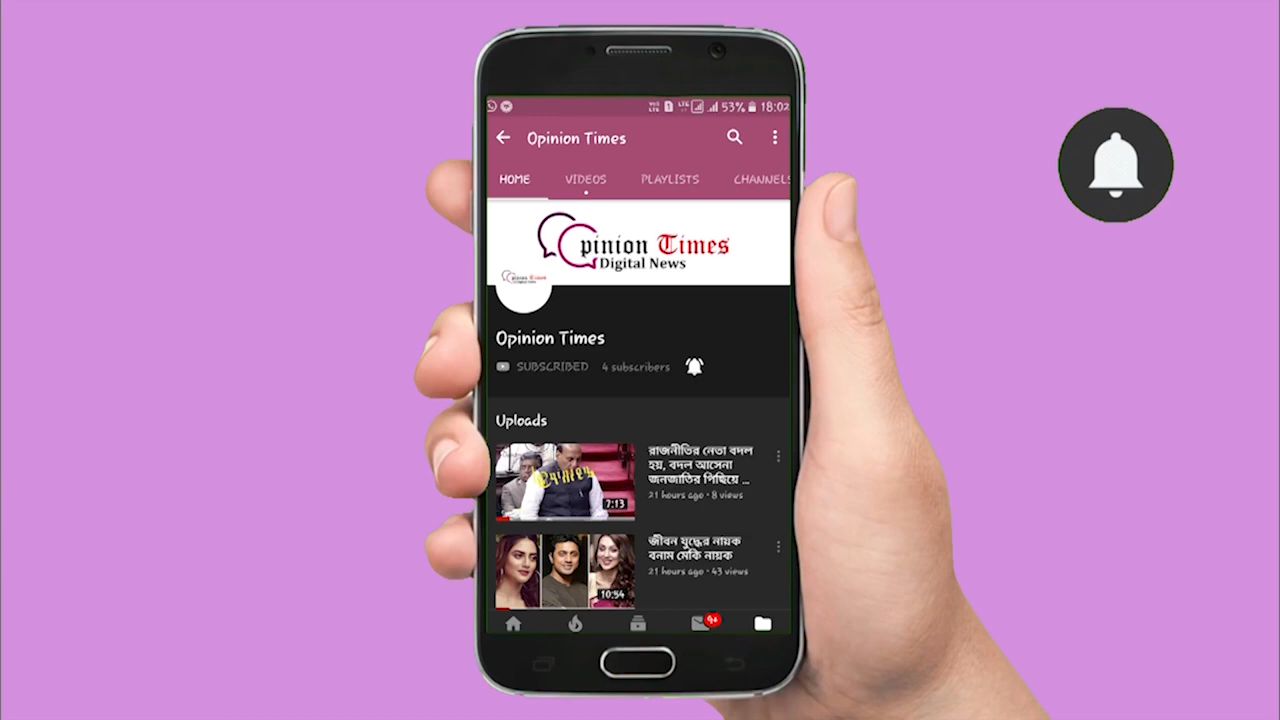 53% 18:02
Opinion Times
HOME VIDEOS PLAYLISTS CHANNELS
Opinion Times
Digital News
Opinion Times
SUBSCRIBED 4 subscribers
Uploads
রাজনীতির নেতা বদল
হয়, বদল আসেনা
জনজাতির পিছিয়ে ...
21 hours ago • 8 views
7:13
জীবন যুদ্ধের নায়ক
বনাম মেকি নায়ক
21 hours ago • 43 views
10:54
9+